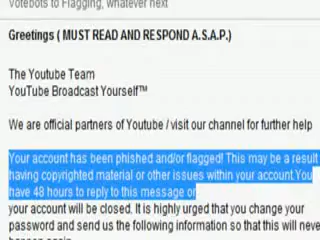 Votebots to Flagging, whatever next
Greetings ( MUST READ AND RESPOND A.S.A.P.)
The Youtube Team
YouTube Broadcast Yourself™
We are official partners of Youtube / visit our channel for further help
Your account has been phished and/or flagged! This may be a result
having copyrighted material or other issues within your account.You
have 48 hours to reply to this message or
your account will be closed. It is highly urged that you change your
password and send us the following information so that this will neve
happen again